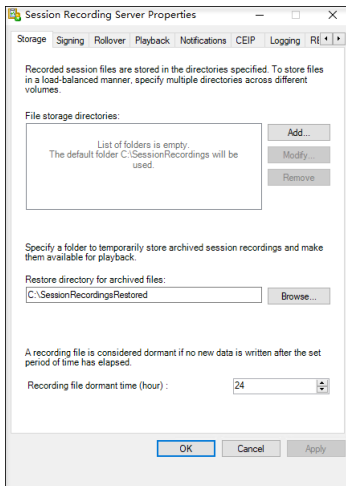 Session Recording Server Properties
Storage Signing Rollover Playback Notifications CEIP Logging
Recorded session files are stored in the directories specified. To store files
in a load-balanced manner, specify multiple directories across different
volumes.
File storage directories:
List of folders is empty.
The default folder C:\SessionRecordings will be
used.
Add...
Modify...
Remove
Specify a folder to temporarily store archived session recordings and make
them available for playback.
Restore directory for archived files:
C:\SessionRecordingsRestored
Browse...
A recording file is considered dormant if no new data is written after the set
period of time has elapsed.
Recording file dormant time (hour) :
24
OK Cancel Apply